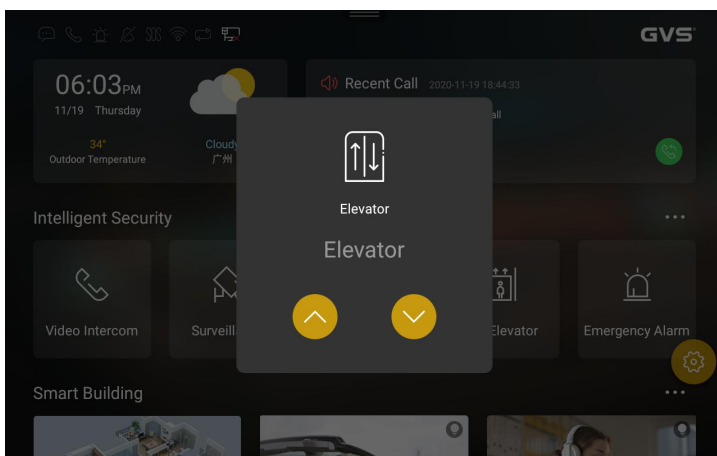 GVS
06:03PM
11/19 Thursday
34°
Outdoor Temperature
Cloudy
广州
Recent Call 2020-11-19 18:44:33
all
Elevator
Elevator
Intelligent Security
Video Intercom
Surveill
Elevator
Emergency Alarm
Smart Building